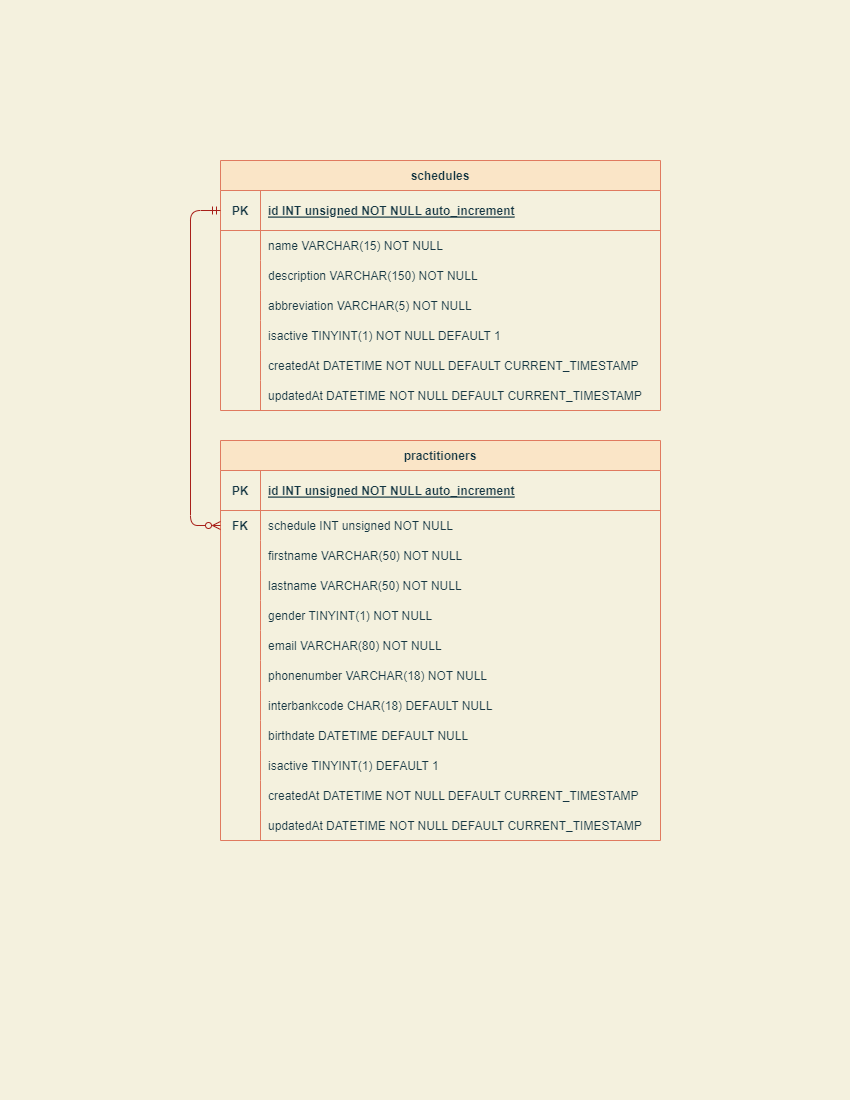 schedules
PK id INT unsigned NOT NULL auto_increment
name VARCHAR(15) NOT NULL
description VARCHAR(150) NOT NULL
abbreviation VARCHAR(5) NOT NULL
isactive TINYINT(1) NOT NULL DEFAULT 1
createdAt DATETIME NOT NULL DEFAULT CURRENT_TIMESTAMP
updatedAt DATETIME NOT NULL DEFAULT CURRENT_TIMESTAMP
practitioners
PK id INT unsigned NOT NULL auto_increment
FK schedule INT unsigned NOT NULL
firstname VARCHAR(50) NOT NULL
lastname VARCHAR(50) NOT NULL
gender TINYINT(1) NOT NULL
email VARCHAR(80) NOT NULL
phonenumber VARCHAR(18) NOT NULL
interbankcode CHAR(18) DEFAULT NULL
birthdate DATETIME DEFAULT NULL
isactive TINYINT(1) DEFAULT 1
createdAt DATETIME NOT NULL DEFAULT CURRENT_TIMESTAMP
updatedAt DATETIME NOT NULL DEFAULT CURRENT_TIMESTAMP